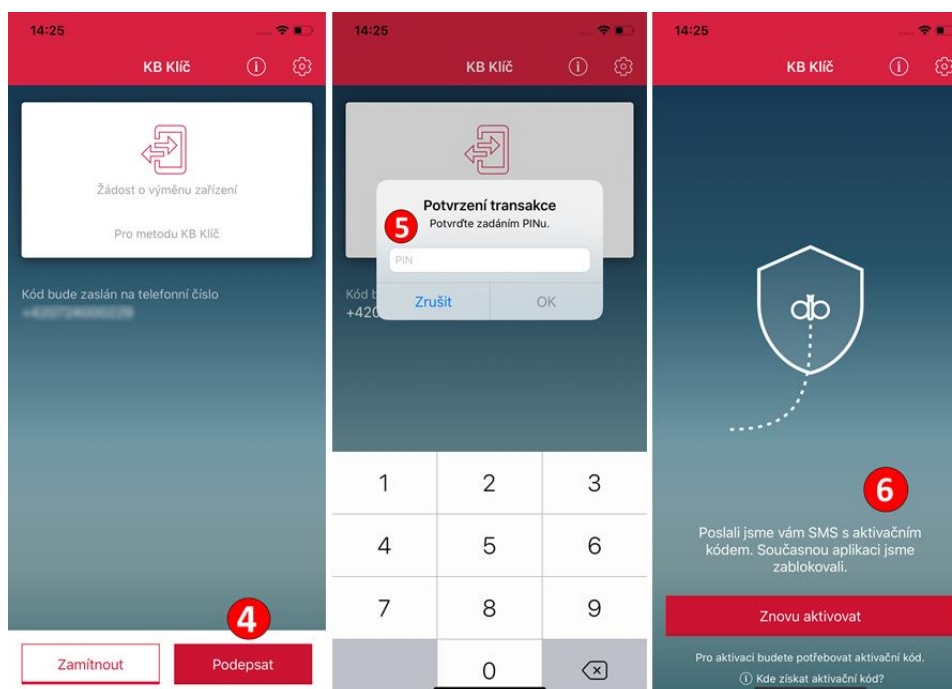 14:25
KB Klíč
Žádost o výměnu zařízení
Pro metodu KB Klíč
Kód bude zaslán na telefonní číslo
4
Zamítnout
Podepsat
14:25
KB Klíč
Potvrzení transakce
5
Potvrďte zadáním PINu.
PIN
Zrušit
OK
Kód b
+420
1
2
3
4
5
6
7
8
9
0
14:25
KB Klíč
6
Poslali jsme vám SMS s aktivačním
kódem. Současnou aplikaci jsme
zablokovali.
Znovu aktivovat
Pro aktivaci budete potřebovat aktivační kód.
Kde získat aktivační kód?